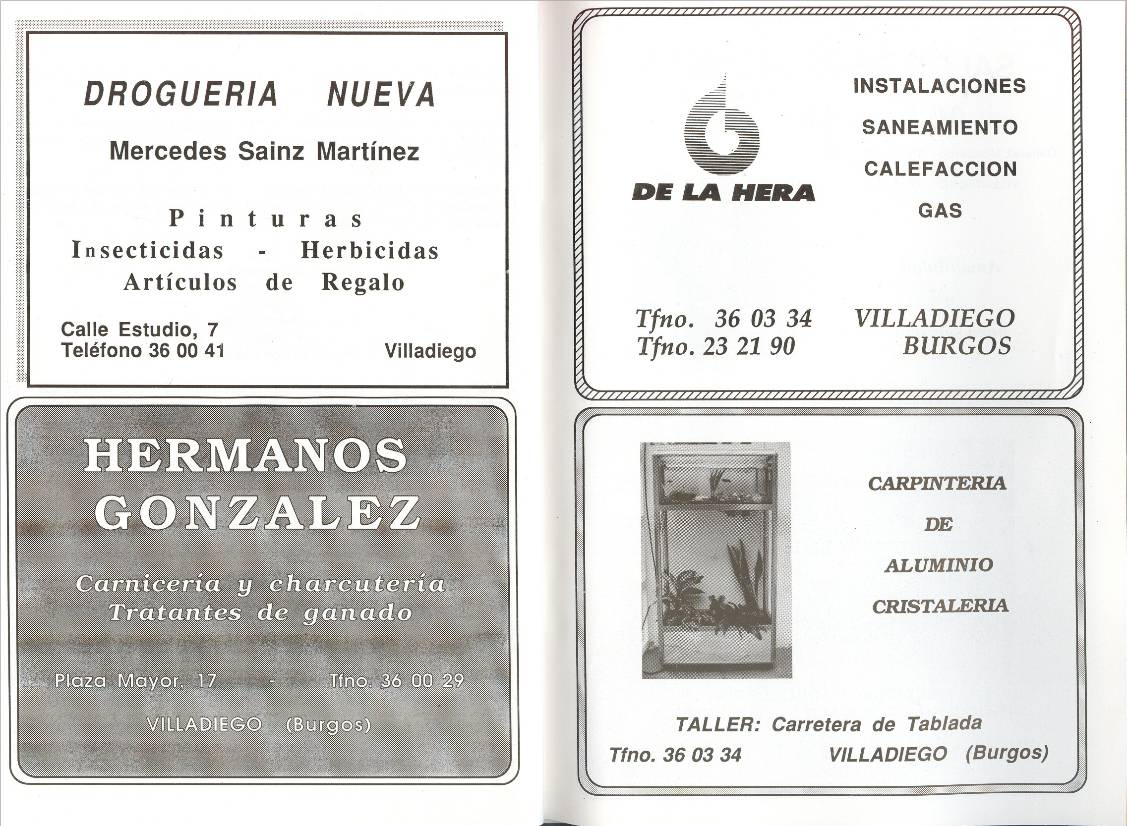 DROGUERIA NUEVA
Mercedes Sainz Martínez
Pinturas
Insecticidas - Herbicidas
Artículos de Regalo
Calle Estudio, 7
Teléfono 36 00 41 Villadiego
HERMANOS
GONZALEZ
Carnicería y charcutería
Tratantes de ganado
Plaza Mayor, 17 - Tfno. 36 00 29
VILLADIEGO (Burgos)
DE LA HERA
INSTALACIONES
SANEAMIENTO
CALEFACCION
GAS
Tfno. 36 03 34 VILLADIEGO
Tfno. 23 21 90 BURGOS
CARPINTERIA
DE
ALUMINIO
CRISTALERIA
TALLER: Carretera de Tablada
Tfno. 36 03 34 VILLADIEGO (Burgos)